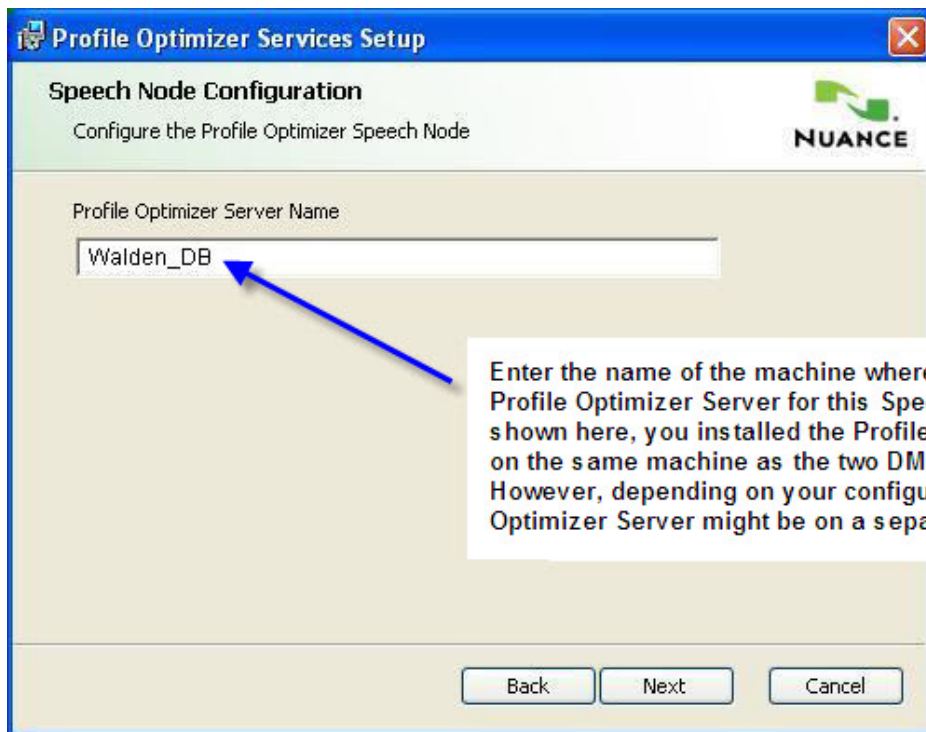 Profile Optimizer Services Setup
Speech Node Configuration
Configure the Profile Optimizer Speech Node
NUANCE
Profile Optimizer Server Name
Walden_DB
Enter the name of the machine where
Profile Optimizer Server for this Spe
shown here, you installed the Profile
on the same machine as the two DM
However, depending on your configu
Optimizer Server might be on a sepa
Back
Next
Cancel